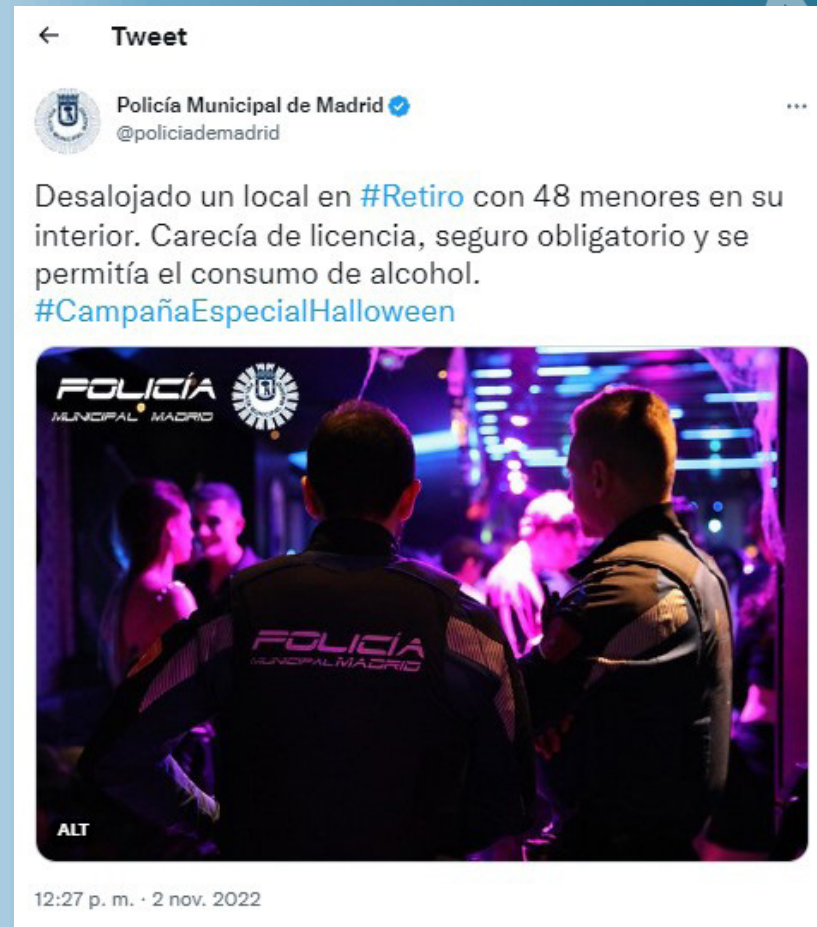 Tweet
Policía Municipal de Madrid
@policiademadrid
Desalojado un local en #Retiro con 48 menores en su
interior. Carecía de licencia, seguro obligatorio y se
permitía el consumo de alcohol.
#CampañaEspecialHalloween
POLICÍA
MUNICIPAL MADRID
POLICÍA
MUNICIPAL MADRID
ALT
12:27 p. m. · 2 nov. 2022